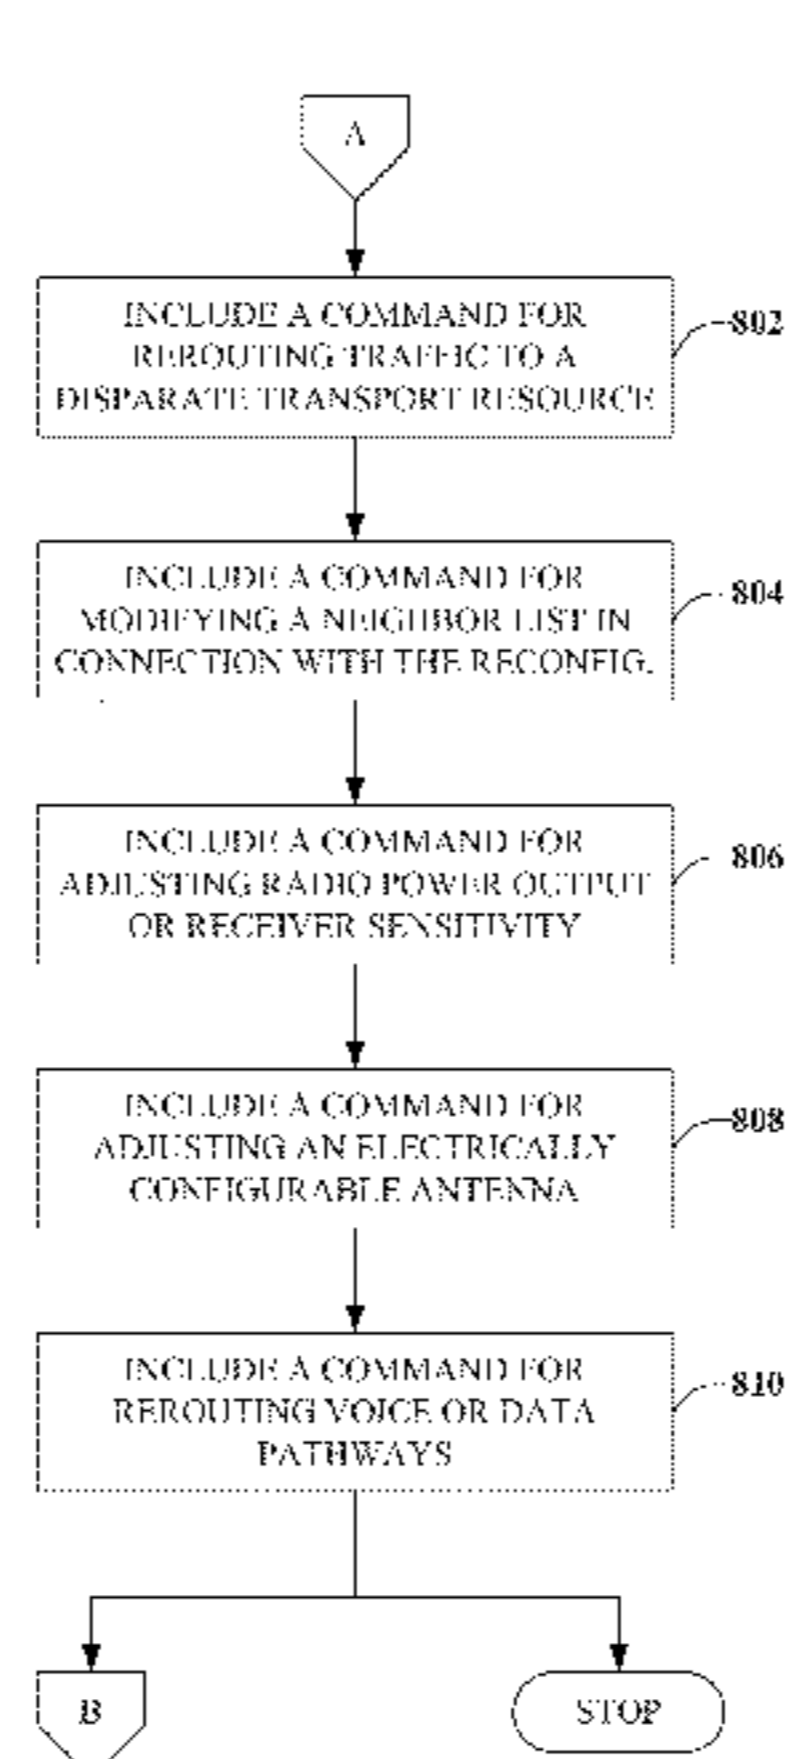 A
INCLUDE A COMMAND FOR
REROUTING TRAFFIC TO A
DISPARATE TRANSPORT RESOURCE
802
INCLUDE A COMMAND FOR
MODIFYING A NEIGHBOR LIST IN
CONNECTION WITH THE RECONFIG.
804
INCLUDE A COMMAND FOR
ADJUSTING RADIO POWER OUTPUT
OR RECEIVER SENSITIVITY
806
INCLUDE A COMMAND FOR
ADJUSTING AN ELECTRICALLY
CONFIGURABLE ANTENNA
808
INCLUDE A COMMAND FOR
REROUTING VOICE OR DATA
PATHWAYS
810
B
STOP